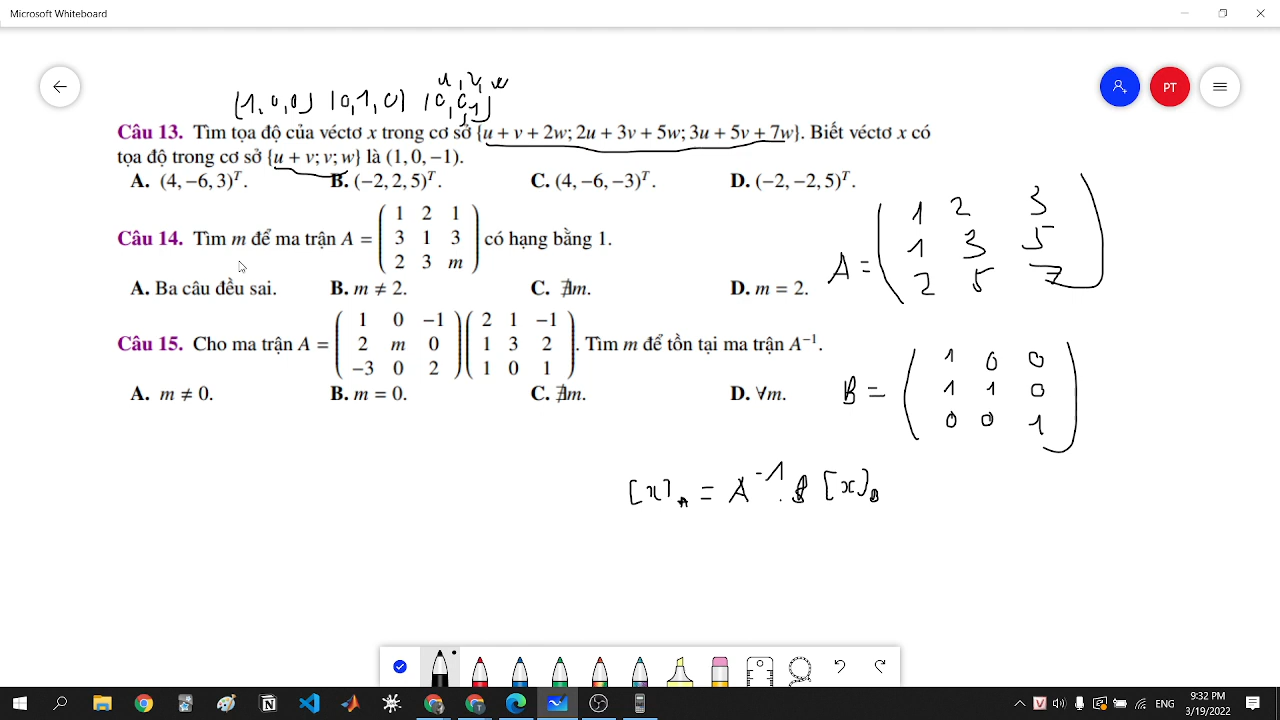 Microsoft Whiteboard
u, v, w
(1, 0, 0) (0, 1, 0) (0, 0, 1)
PT
Câu 13. Tìm tọa độ của véctơ x trong cơ sở {u + v + 2w; 2u + 3v + 5w; 3u + 5v + 7w}. Biết véctơ x có
tọa độ trong cơ sở {u + v; v; w} là (1, 0, −1).
A. (4, −6, 3)^T. B. (−2, 2, 5)^T. C. (4, −6, −3)^T. D. (−2, −2, 5)^T.
1 2 1
Câu 14. Tìm m để ma trận A = 3 1 3 có hạng bằng 1.
2 3 m
A. Ba câu đều sai. B. m ≠ 2. C. ∄m. D. m = 2.
1 0 −1 2 1 −1
Câu 15. Cho ma trận A = 2 m 0 1 3 2 . Tìm m để tồn tại ma trận A^−1.
−3 0 2 1 0 1
A. m ≠ 0. B. m = 0. C. ∄m. D. ∀m.
1 2 3
A = 1 3 5
2 5 7
1 0 0
B = 1 1 0
0 0 1
[x]_A = A^−1 . B [x]_B
9:32 PM
3/19/2022